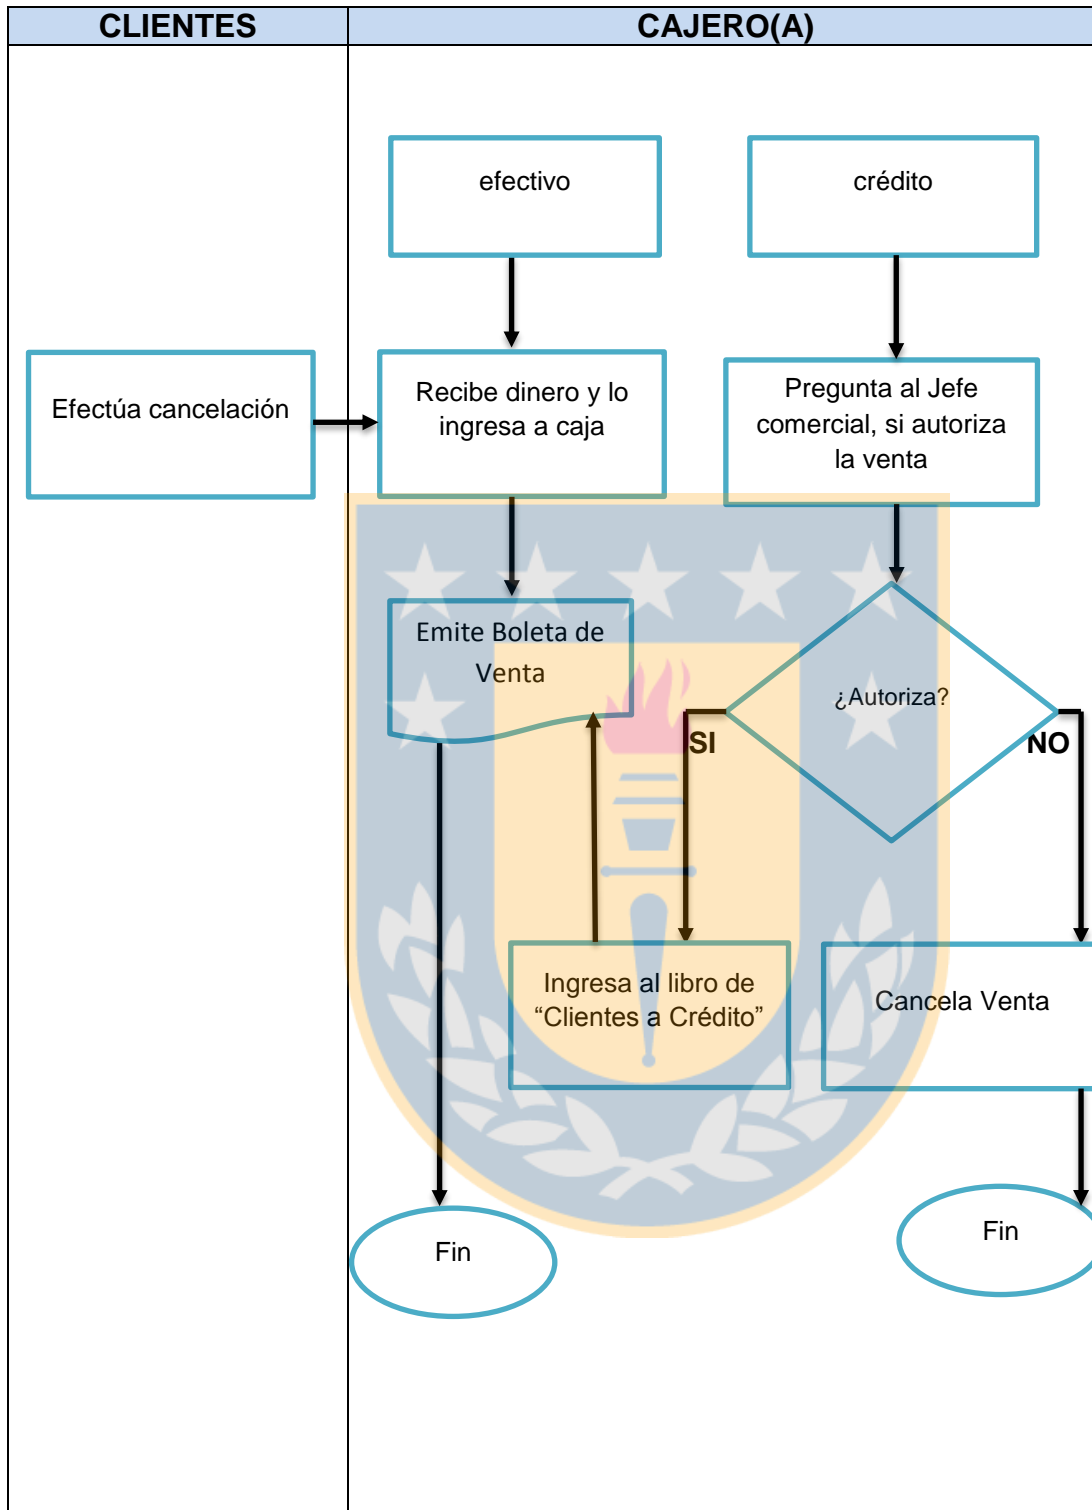 CLIENTES
CAJERO(A)
efectivo
crédito
Efectúa cancelación
Recibe dinero y lo
ingresa a caja
Pregunta al Jefe
comercial, si autoriza
la venta
Emite Boleta de
Venta
¿Autoriza?
SI
NO
Ingresa al libro de
“Clientes a Crédito”
Cancela Venta
Fin
Fin